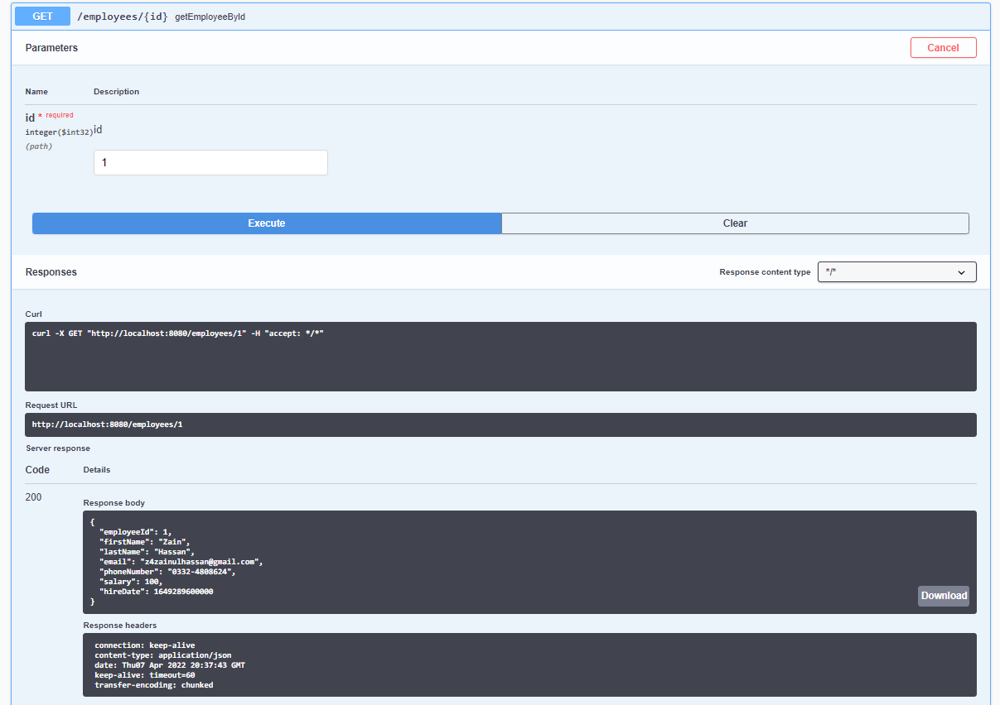 GET /employees/{id} getEmployeeById
Parameters
Cancel
Name Description
id * required
integer($int32)
(path)
id
1
Execute
Clear
Responses
Response content type */*
Curl
curl -X GET "http://localhost:8080/employees/1" -H "accept: */*"
Request URL
http://localhost:8080/employees/1
Server response
Code Details
200
Response body
{
  "employeeId": 1,
  "firstName": "Zain",
  "lastName": "Hassan",
  "email": "z4zainulhassan@gmail.com",
  "phoneNumber": "0332-4808624",
  "salary": 100,
  "hireDate": 1649289600000
}
Download
Response headers
connection: keep-alive
content-type: application/json
date: Thu07 Apr 2022 20:37:43 GMT
keep-alive: timeout=60
transfer-encoding: chunked